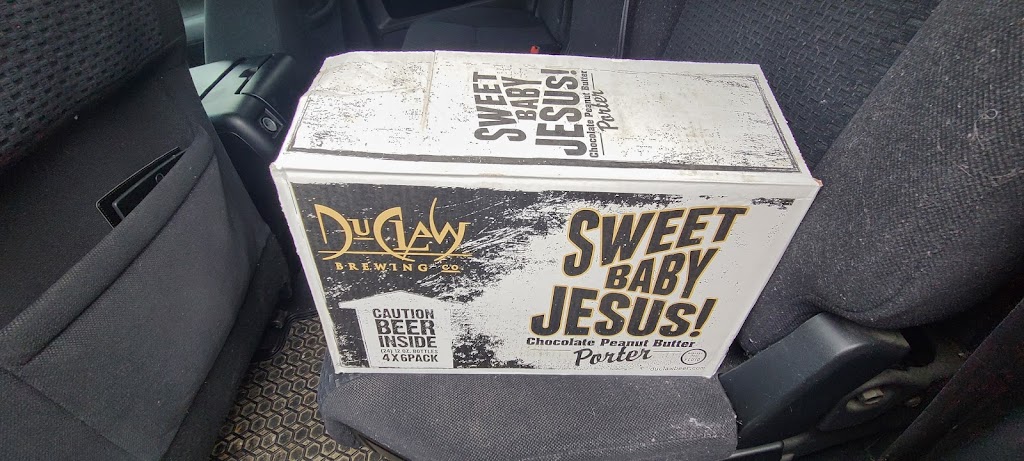 SWEET
BABY
JESUS!
Chocolate Peanut Butter
Porter
DUCLAW
BREWING CO.
SWEET
BABY
JESUS!
Chocolate Peanut Butter
Porter
CAUTION
BEER
INSIDE
(24) 12 OZ. BOTTLES
4 X 6PACK
duclawbeer.com